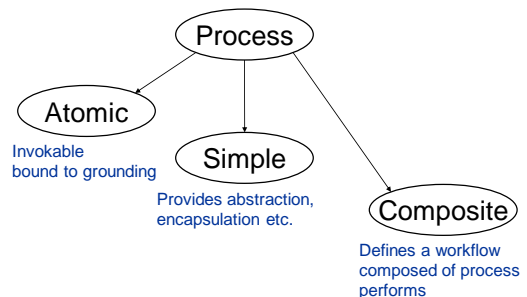 Process
Atomic
Invokable
bound to grounding
Simple
Provides abstraction,
encapsulation etc.
Composite
Defines a workflow
composed of process
performs